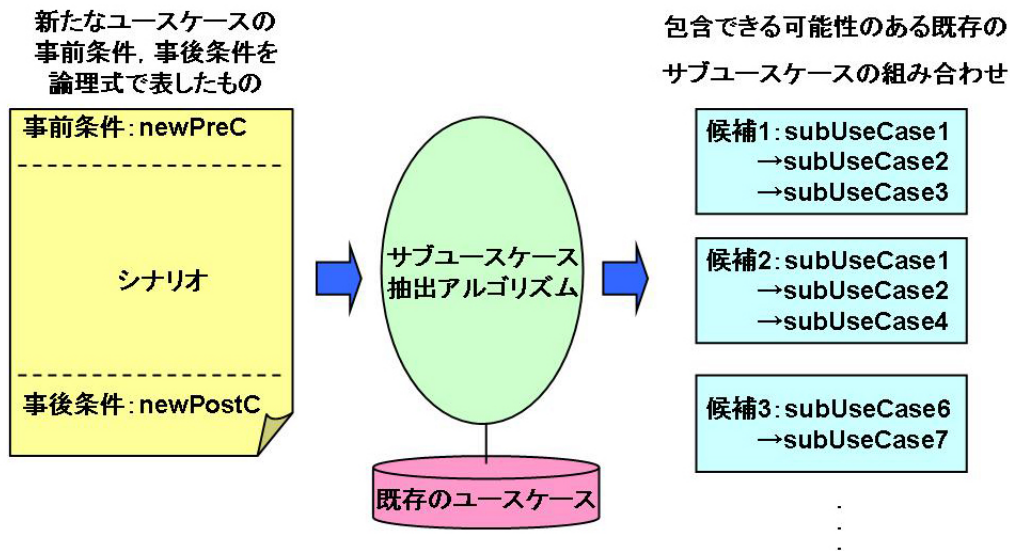 新たなユースケースの
事前条件, 事後条件を
論理式で表したもの
事前条件:newPreC
シナリオ
事後条件:newPostC
サブユースケース
抽出アルゴリズム
既存のユースケース
包含できる可能性のある既存の
サブユースケースの組み合わせ
候補1:subUseCase1
→subUseCase2
→subUseCase3
候補2:subUseCase1
→subUseCase2
→subUseCase4
候補3:subUseCase6
→subUseCase7
.
.
.